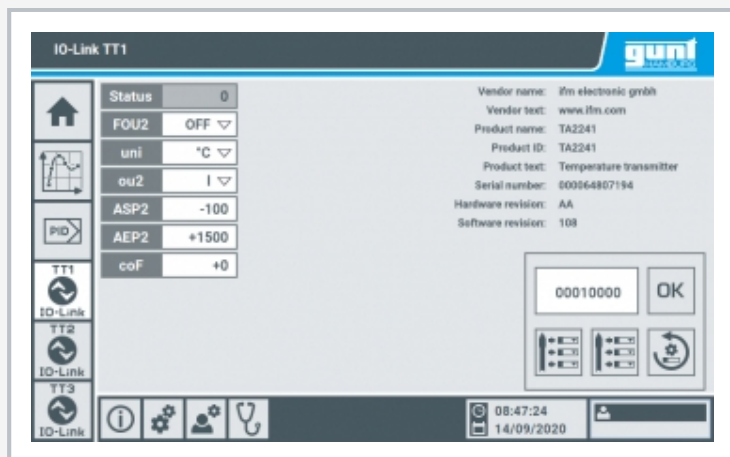 IO-Link TT1
gunt
Status 0
FOU2 OFF
uni °C
ou2 I
ASP2 -100
AEP2 +1500
coF +0
Vendor name: ifm electronic gmbh
Vendor text: www.ifm.com
Product name: TA2241
Product ID: TA2241
Product text: Temperature transmitter
Serial number: 000064807194
Hardware revision: AA
Software revision: 108
PID
TT1
IO-Link
TT2
IO-Link
TT3
IO-Link
00010000 OK
08:47:24
14/09/2020